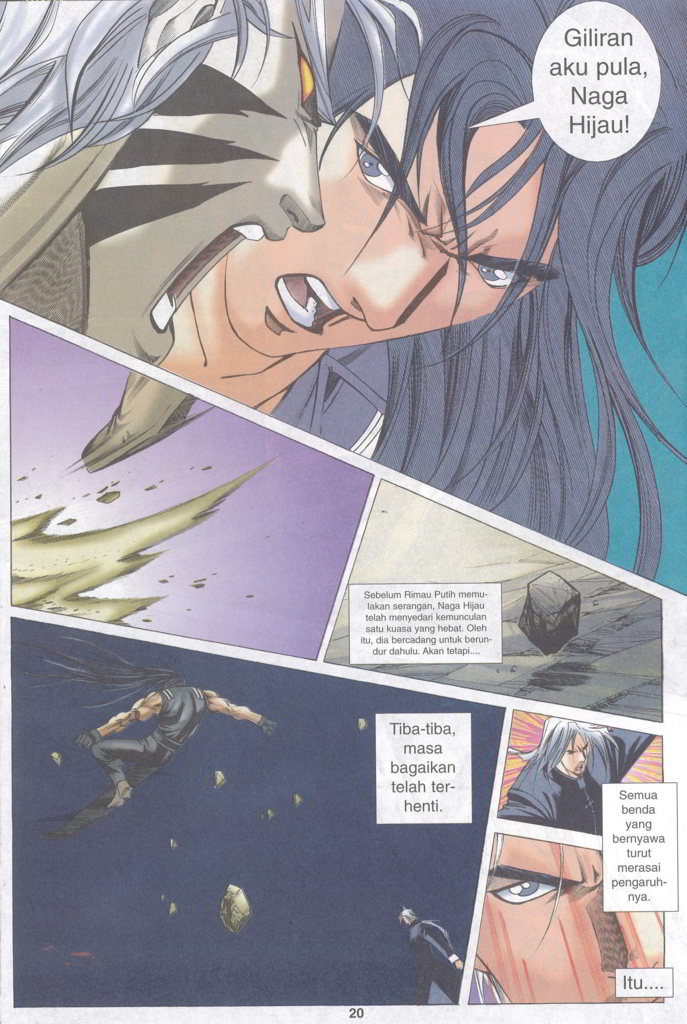 Giliran
aku pula,
Naga
Hijau!
Sebelum Rimau Putih memu-
lakan serangan, Naga Hijau
telah menyedari kemunculan
satu kuasa yang hebat. Oleh
itu, dia bercadang untuk berun-
dur dahulu. Akan tetapi....
Tiba-tiba,
masa
bagaikan
telah ter-
henti.
Semua
benda
yang
bernyawa
turut
merasai
pengaruh-
nya.
Itu....
20